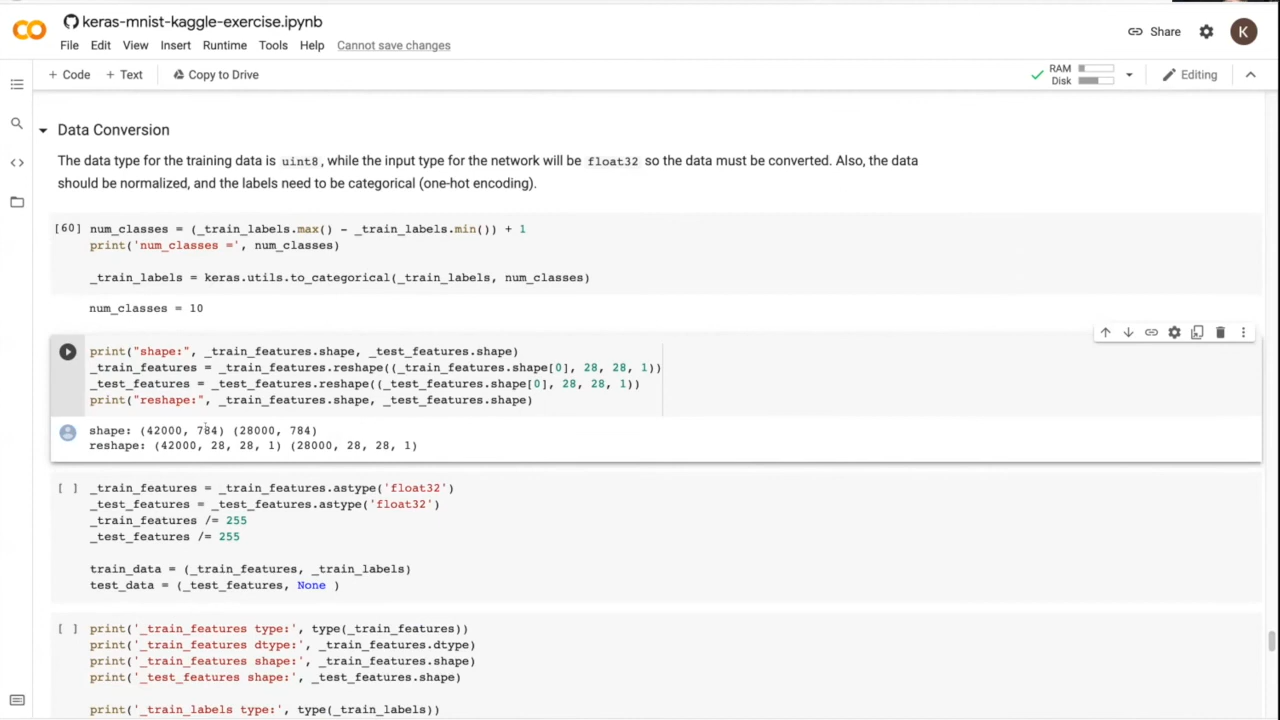 keras-mnist-kaggle-exercise.ipynb
File Edit View Insert Runtime Tools Help Cannot save changes
Share
K
+ Code + Text Copy to Drive
RAM
Disk
Editing
Data Conversion
The data type for the training data is uint8, while the input type for the network will be float32 so the data must be converted. Also, the data
should be normalized, and the labels need to be categorical (one-hot encoding).
[60] num_classes = (_train_labels.max() - _train_labels.min()) + 1
print('num_classes =', num_classes)
_train_labels = keras.utils.to_categorical(_train_labels, num_classes)
num_classes = 10
print("shape:", _train_features.shape, _test_features.shape)
_train_features = _train_features.reshape((_train_features.shape[0], 28, 28, 1))
_test_features = _test_features.reshape((_test_features.shape[0], 28, 28, 1))
print("reshape:", _train_features.shape, _test_features.shape)
shape: (42000, 784) (28000, 784)
reshape: (42000, 28, 28, 1) (28000, 28, 28, 1)
[ ] _train_features = _train_features.astype('float32')
_test_features = _test_features.astype('float32')
_train_features /= 255
_test_features /= 255
train_data = (_train_features, _train_labels)
test_data = (_test_features, None )
[ ] print('_train_features type:', type(_train_features))
print('_train_features dtype:', _train_features.dtype)
print('_train_features shape:', _train_features.shape)
print('_test_features shape:', _test_features.shape)
print('_train_labels type:', type(_train_labels))